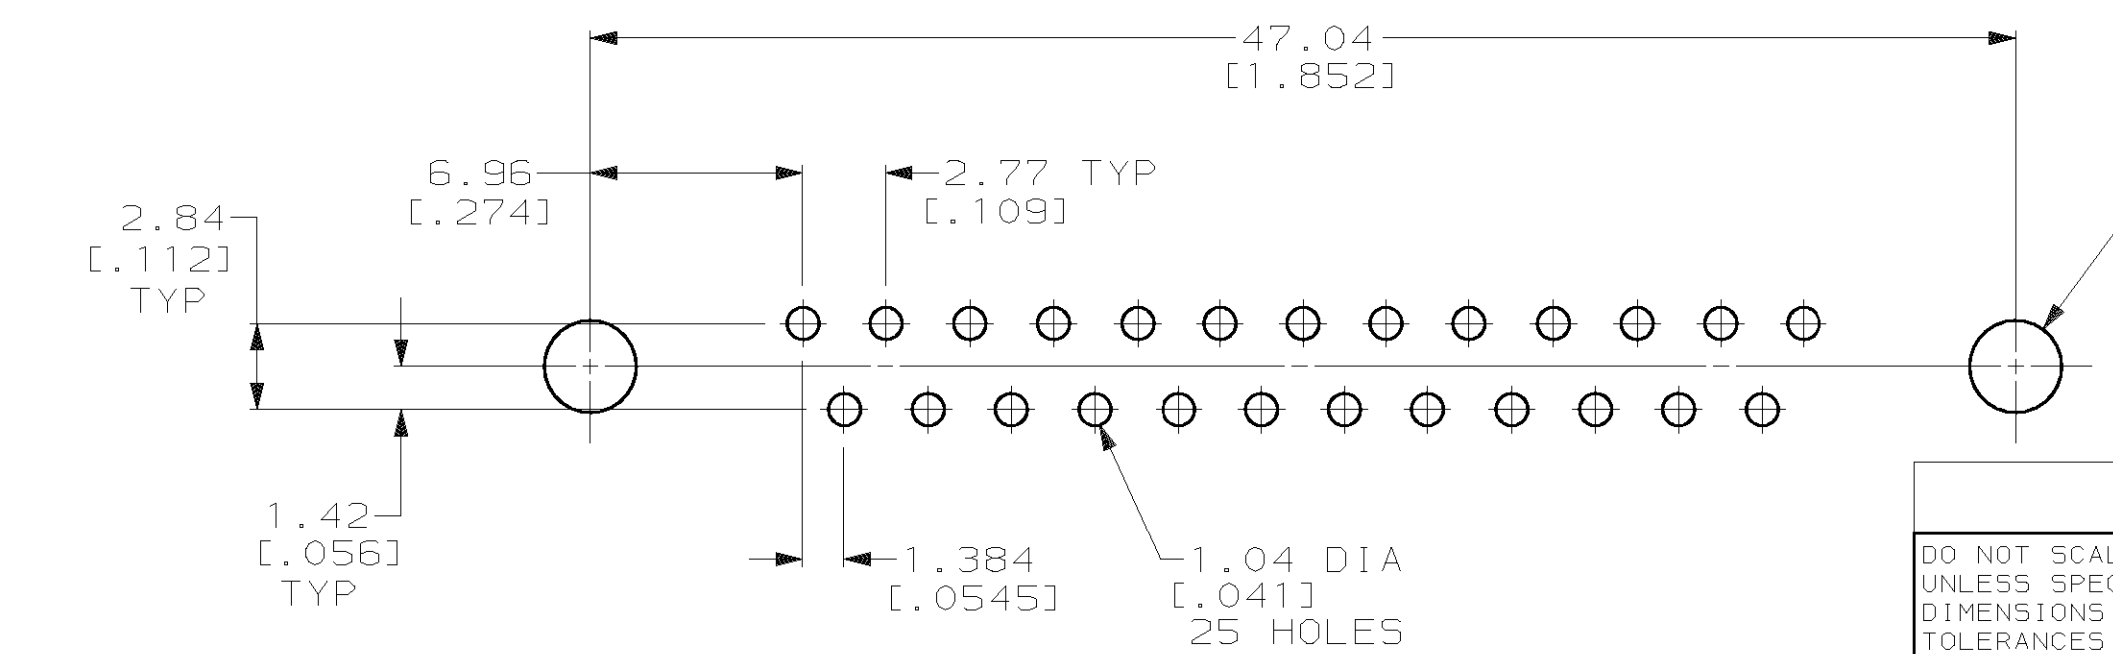 47.04
[1.852]
6.96
[.274]
2.77 TYP
[.109]
2.84
[.112]
TYP
1.42
[.056]
TYP
1.384
[.0545]
1.04 DIA
[.041]
25 HOLES
DO NOT SCAL
UNLESS SPEC
DIMENSIONS
TOLERANCES